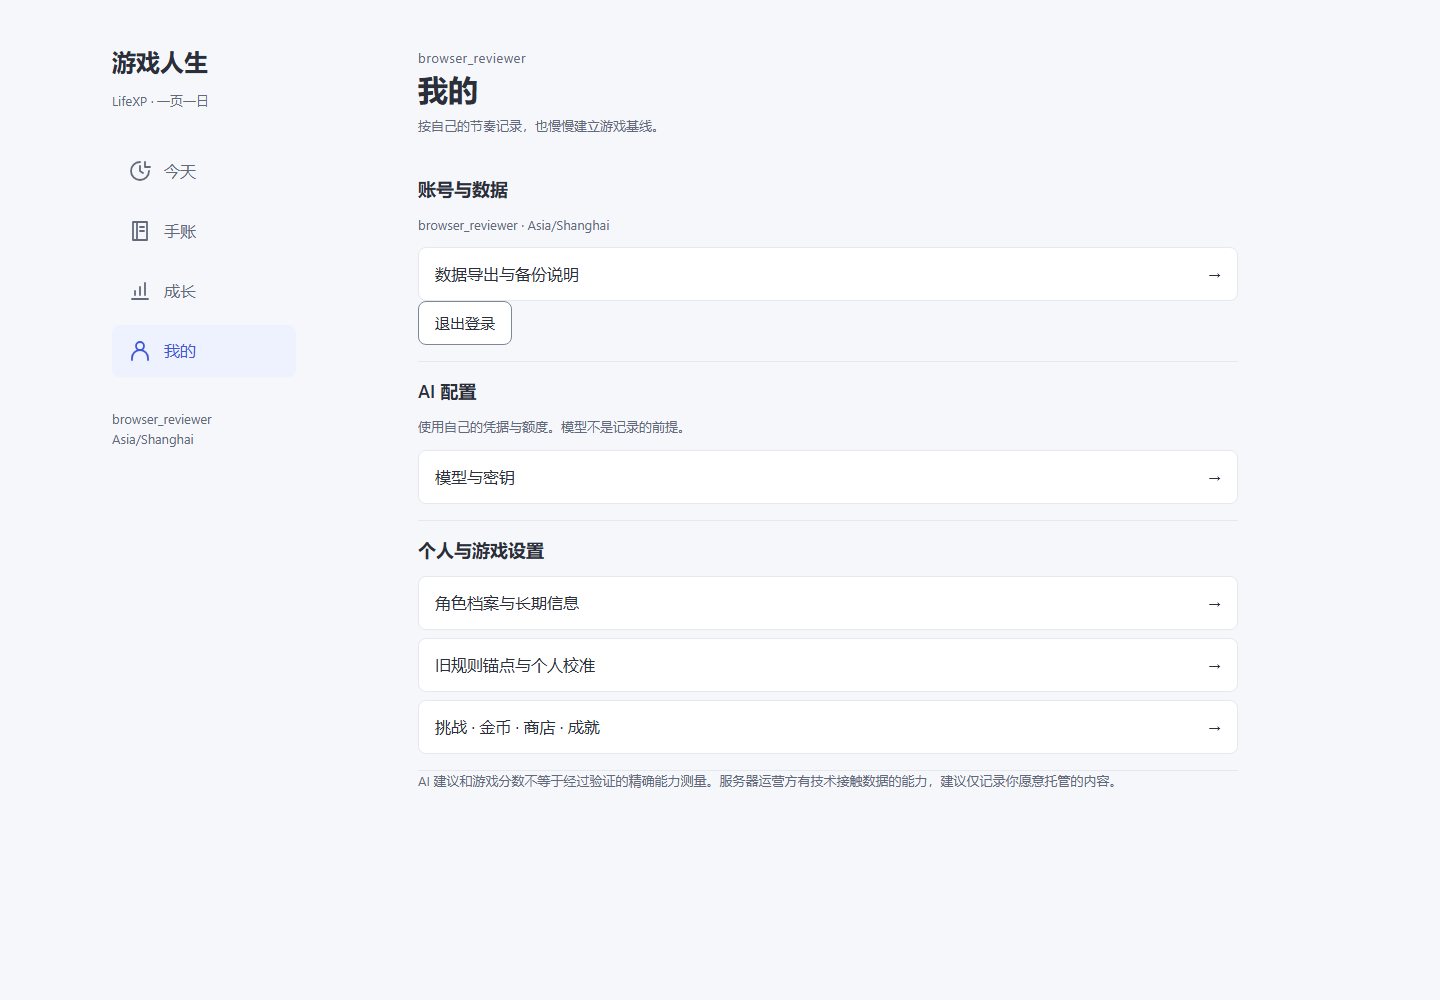 游戏人生
LifeXP · 一页一日
今天
手账
成长
我的
browser_reviewer
Asia/Shanghai
browser_reviewer
我的
按自己的节奏记录，也慢慢建立游戏基线。
账号与数据
browser_reviewer · Asia/Shanghai
数据导出与备份说明 →
退出登录
AI 配置
使用自己的凭据与额度。模型不是记录的前提。
模型与密钥 →
个人与游戏设置
角色档案与长期信息 →
旧规则锚点与个人校准 →
挑战 · 金币 · 商店 · 成就 →
AI 建议和游戏分数不等于经过验证的精确能力测量。服务器运营方有技术接触数据的能力，建议仅记录你愿意托管的内容。